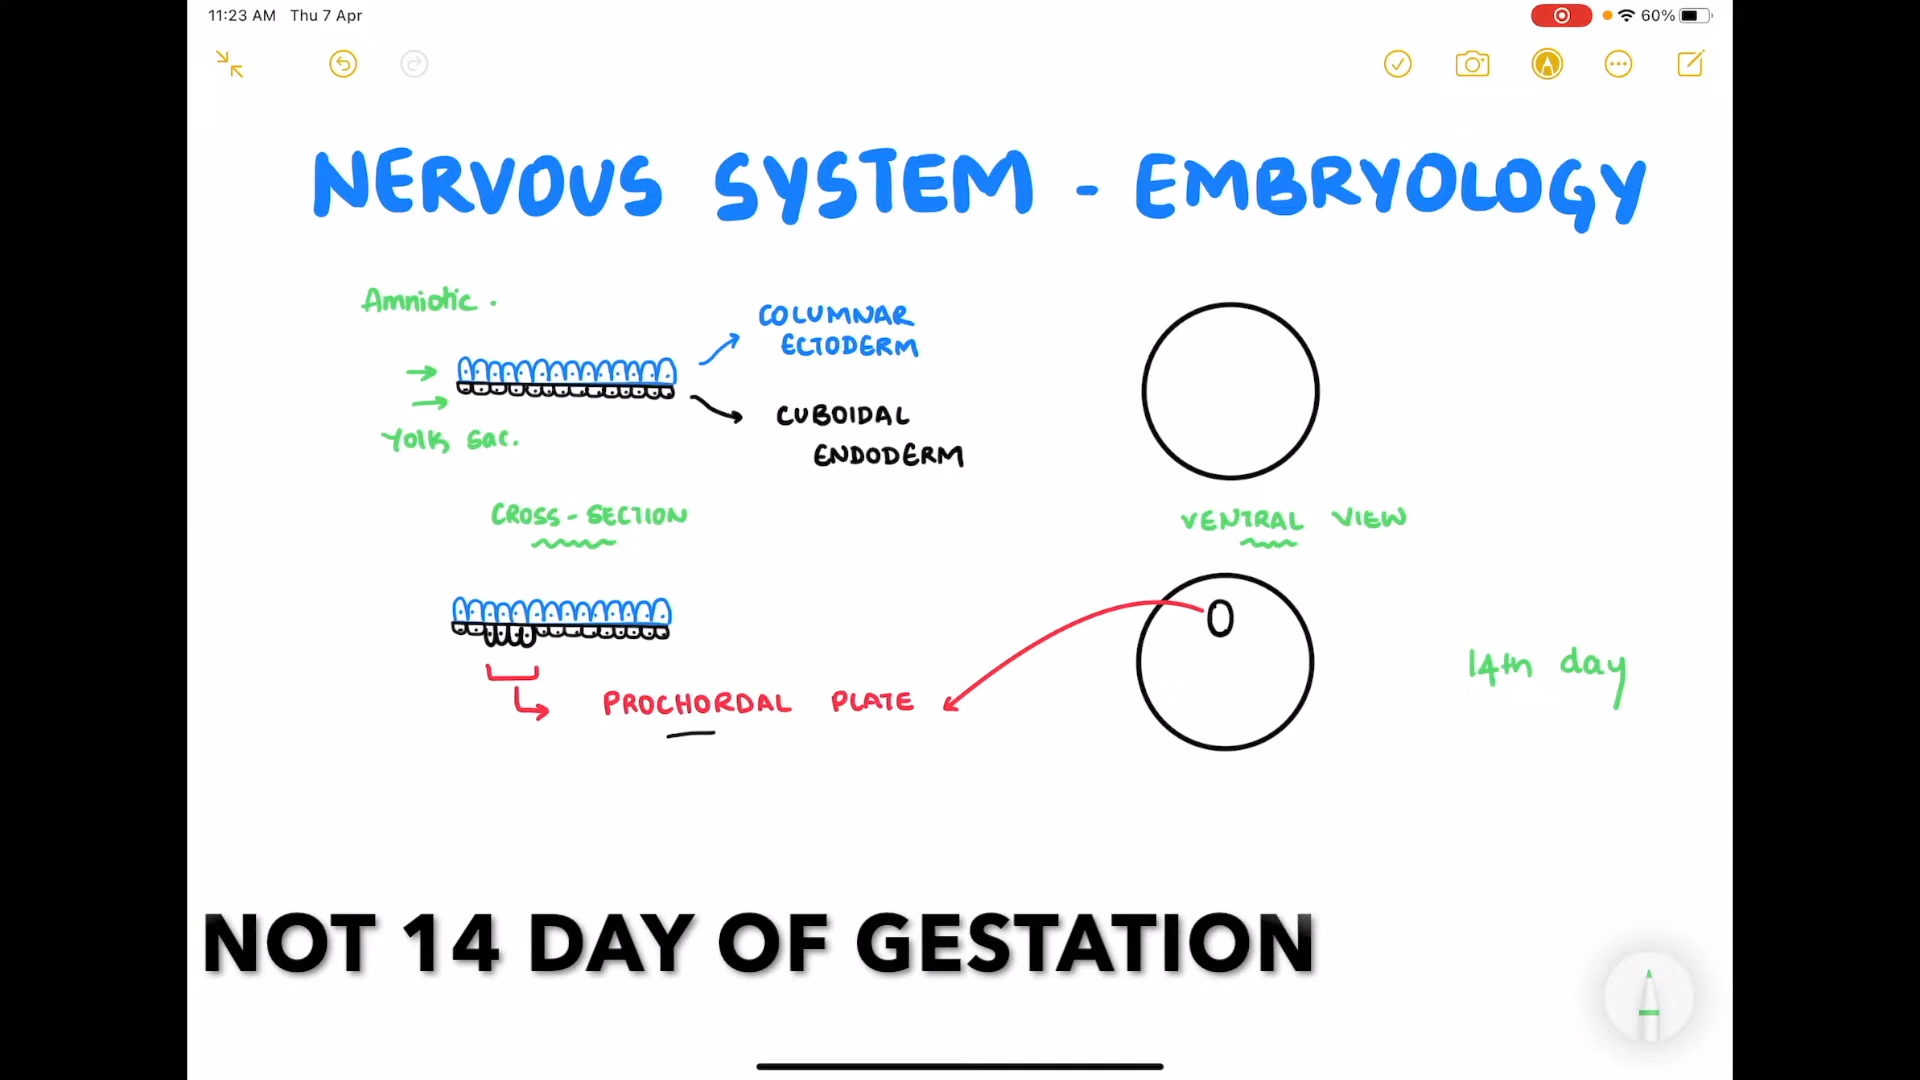 11:23 AM Thu 7 Apr
60%
NERVOUS SYSTEM - EMBRYOLOGY
Amniotic.
COLUMNAR
ECTODERM
CUBOIDAL
ENDODERM
Yolk sac.
CROSS-SECTION
VENTRAL VIEW
14th day
PROCHORDAL PLATE
NOT 14 DAY OF GESTATION